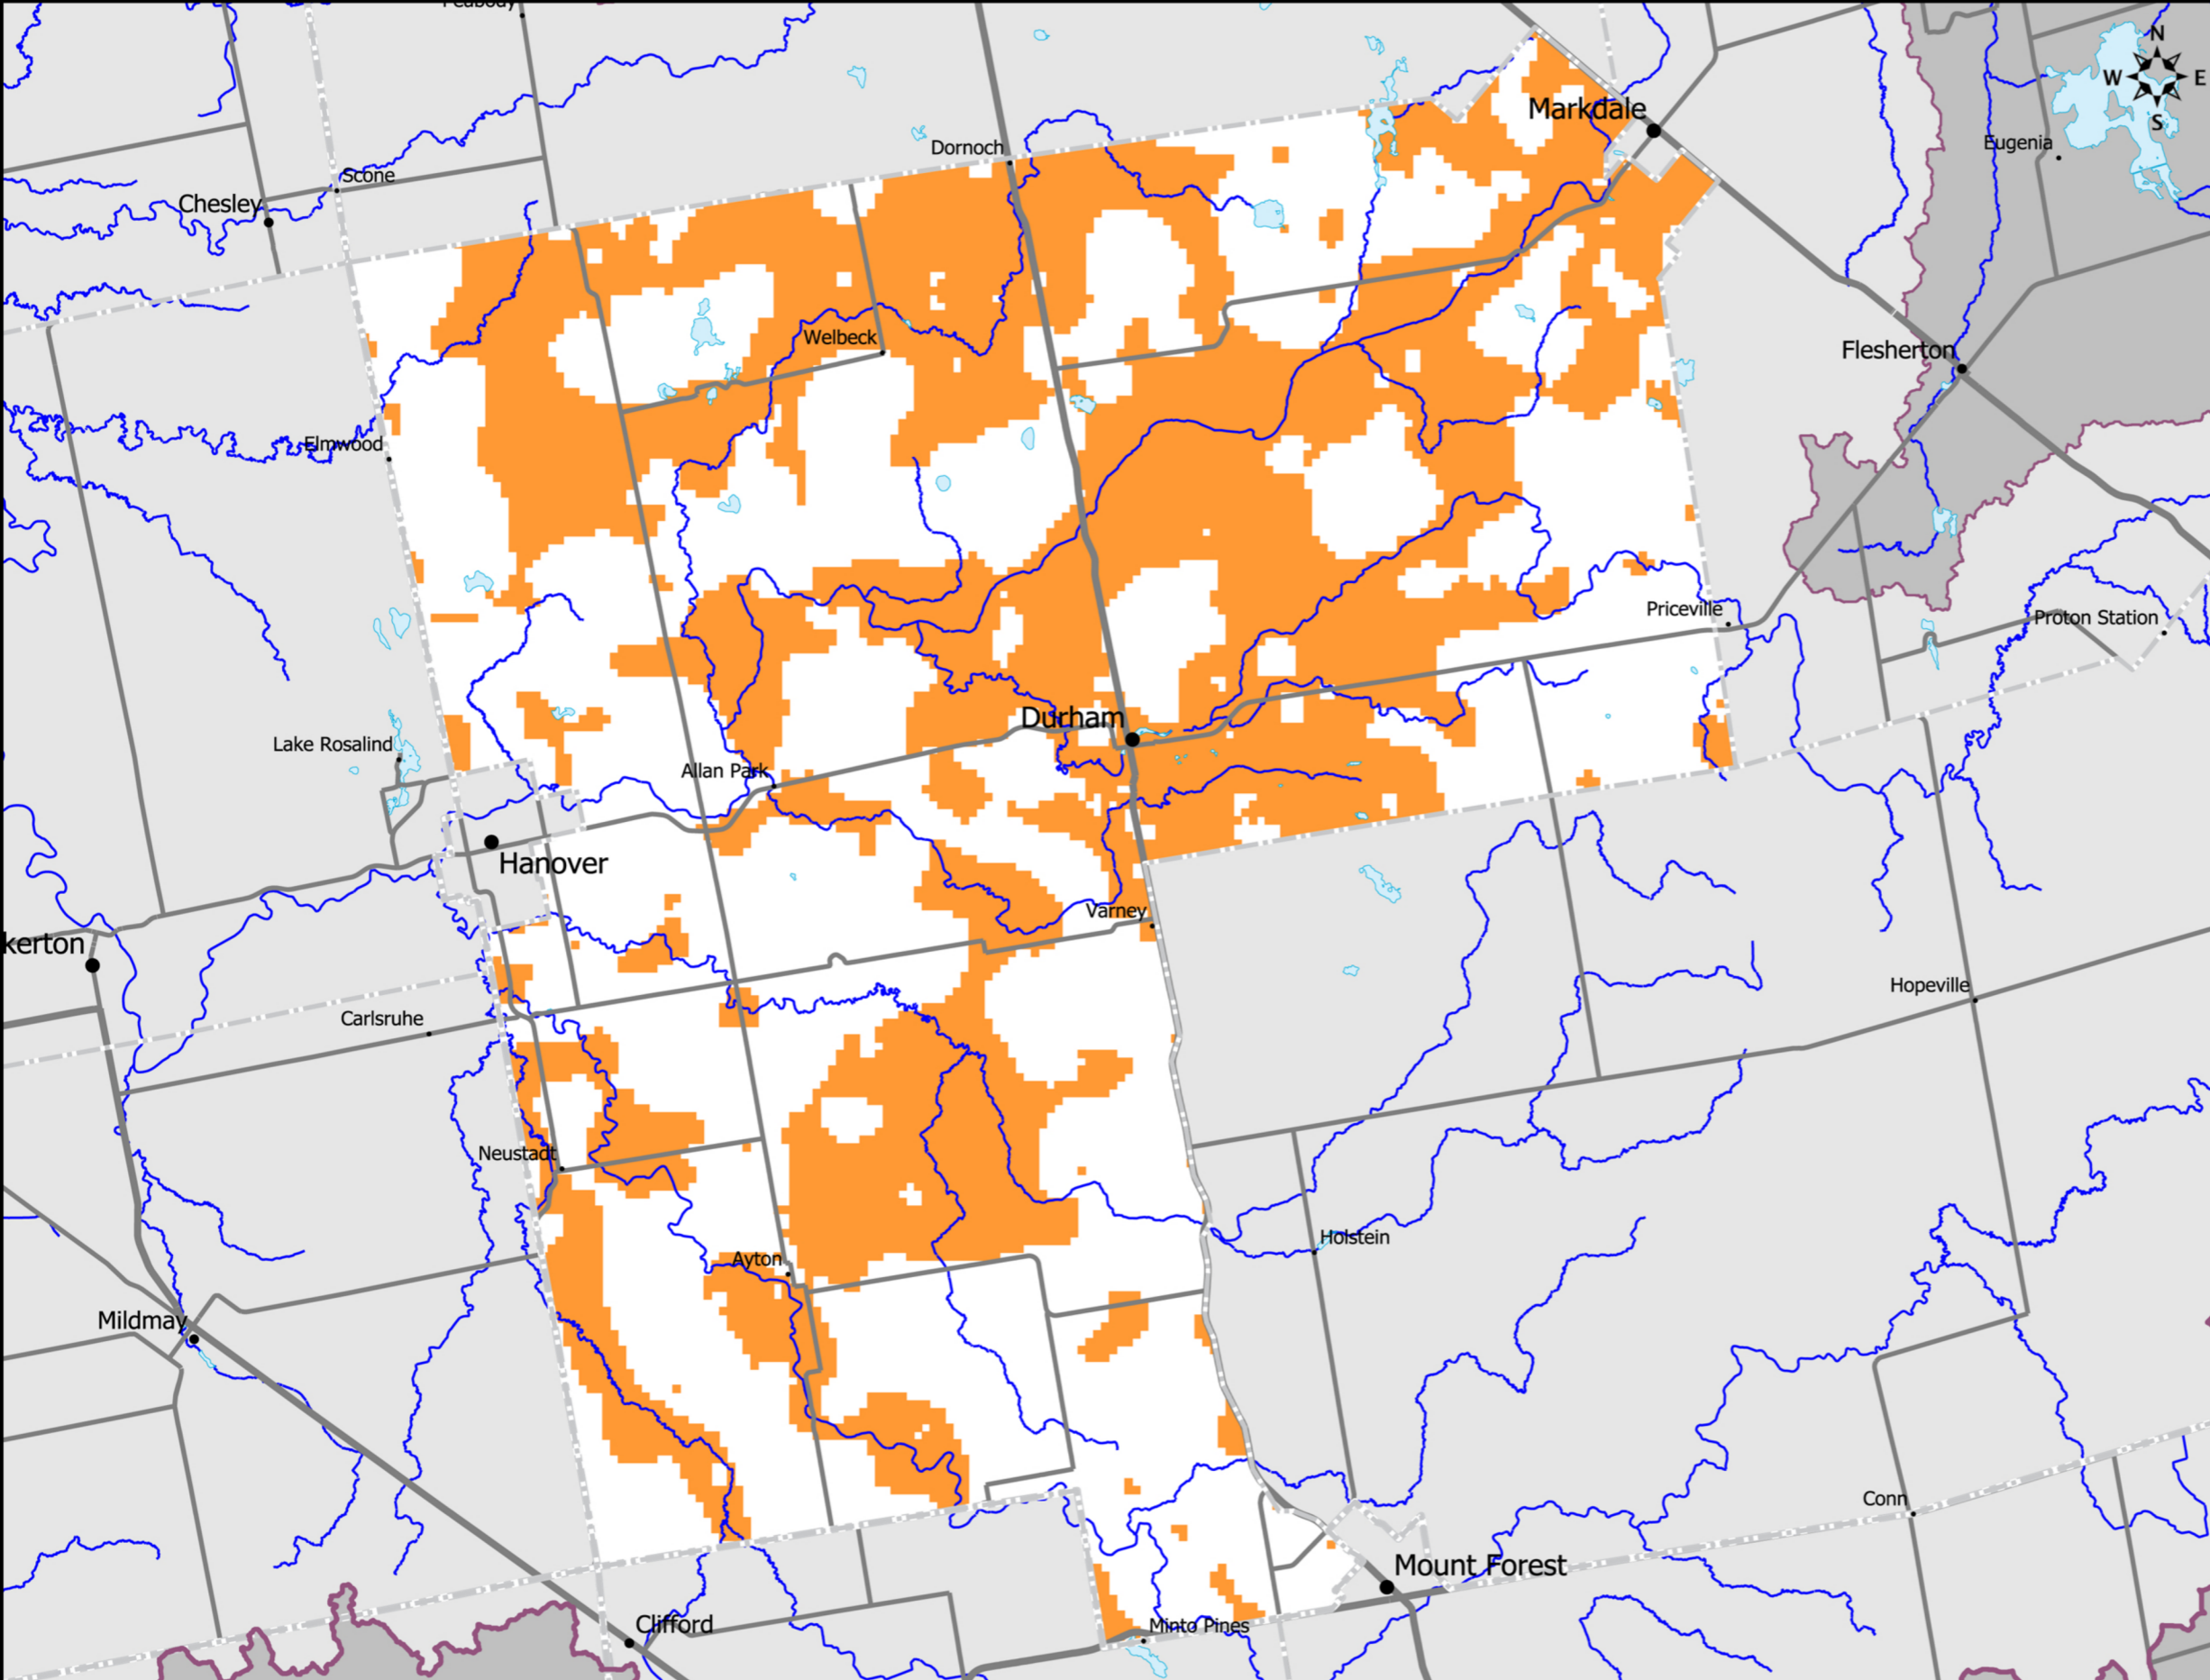 Peabody
N
W E
S
Markdale
Eugenia
Dornoch
Scone
Chesley
Welbeck
Flesherton
Elmwood
Priceville
Proton Station
Durham
Lake Rosalind
Allan Park
Hanover
Varney
kerton
Hopeville
Carlsruhe
Neustadt
Holstein
Ayton
Mildmay
Conn
Mount Forest
Clifford
Minto Pines